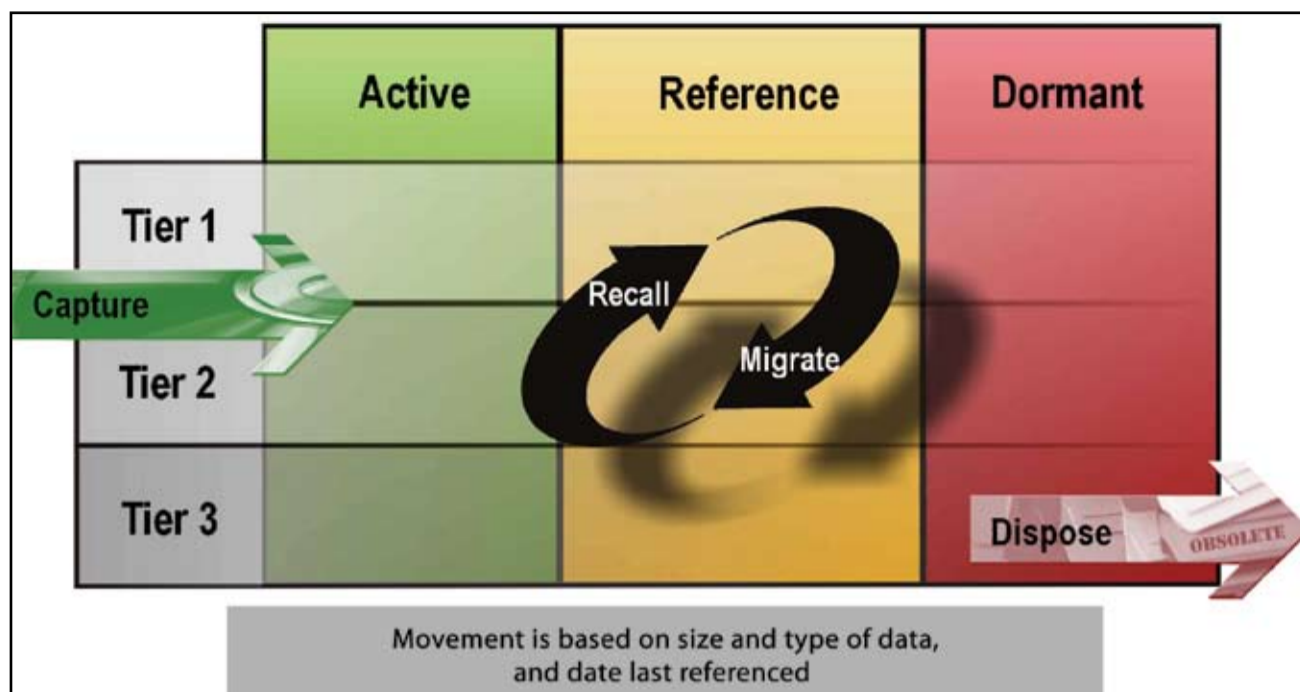 Active
Reference
Dormant
Tier 1
Capture
Recall
Tier 2
Migrate
Tier 3
Dispose
OBSOLETE
Movement is based on size and type of data,
and date last referenced